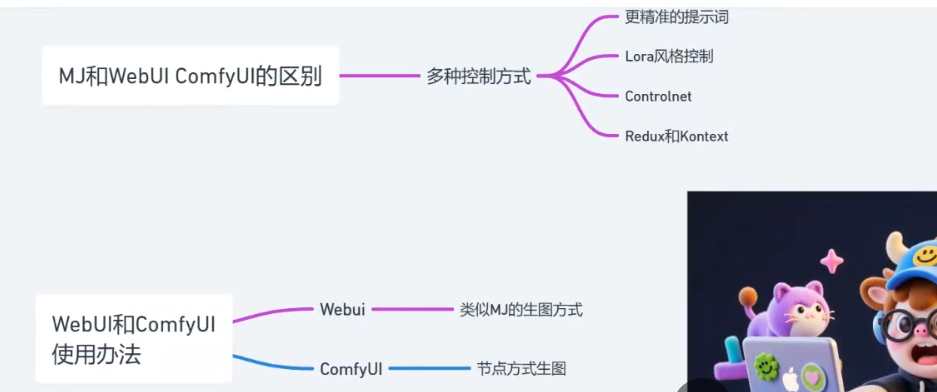 更精准的提示词
MJ和WebUI ComfyUI的区别
多种控制方式
Lora风格控制
Controlnet
Redux和Kontext
WebUI和ComfyUI
使用办法
Webui
类似MJ的生图方式
ComfyUI
节点方式生图